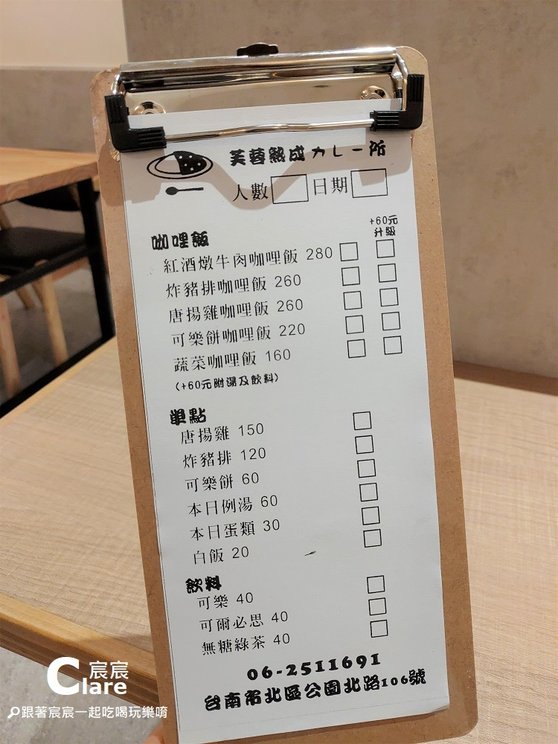 芙蓉熟成カレー所
人數 日期
+60元
升級
咖哩飯
紅酒燉牛肉咖哩飯 280
炸豬排咖哩飯 260
唐揚雞咖哩飯 260
可樂餅咖哩飯 220
蔬菜咖哩飯 160
(+60元附湯及飲料)
單點
唐揚雞 150
炸豬排 120
可樂餅 60
本日例湯 60
本日蛋類 30
白飯 20
飲料
可樂 40
可爾必思 40
無糖綠茶 40
06-2511691
台南市北區公園北路106號
Clare 宸宸
跟著宸宸一起吃喝玩樂唷